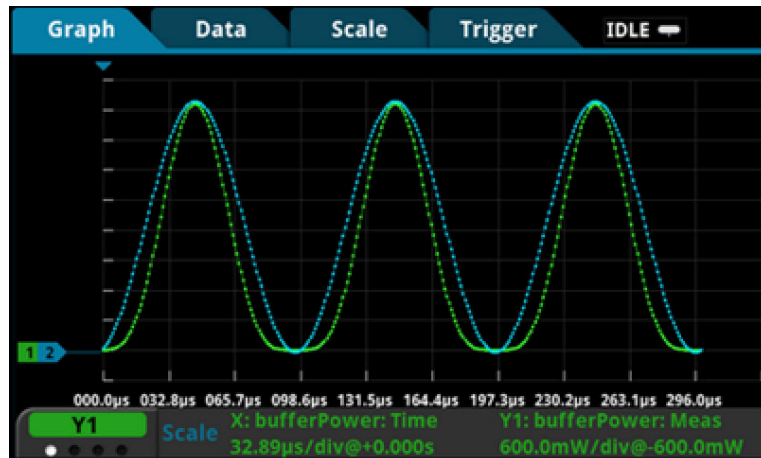 Graph Data Scale Trigger IDLE
1 2
000.0µs 032.8µs 065.7µs 098.6µs 131.5µs 164.4µs 197.3µs 230.2µs 263.1µs 296.0µs
Y1 Scale X: bufferPower: Time Y1: bufferPower: Meas
32.89µs/div@+0.000s 600.0mW/div@-600.0mW